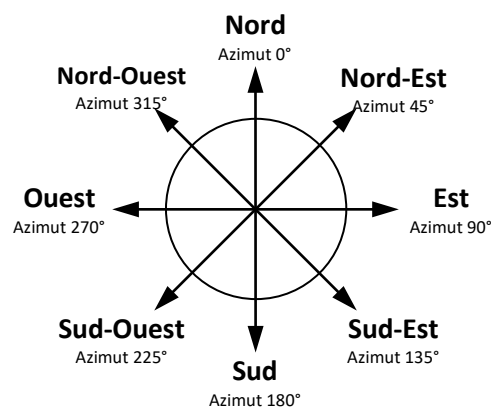 Nord
Azimut 0°
Nord-Ouest
Azimut 315°
Nord-Est
Azimut 45°
Ouest
Azimut 270°
Est
Azimut 90°
Sud-Ouest
Azimut 225°
Sud-Est
Azimut 135°
Sud
Azimut 180°